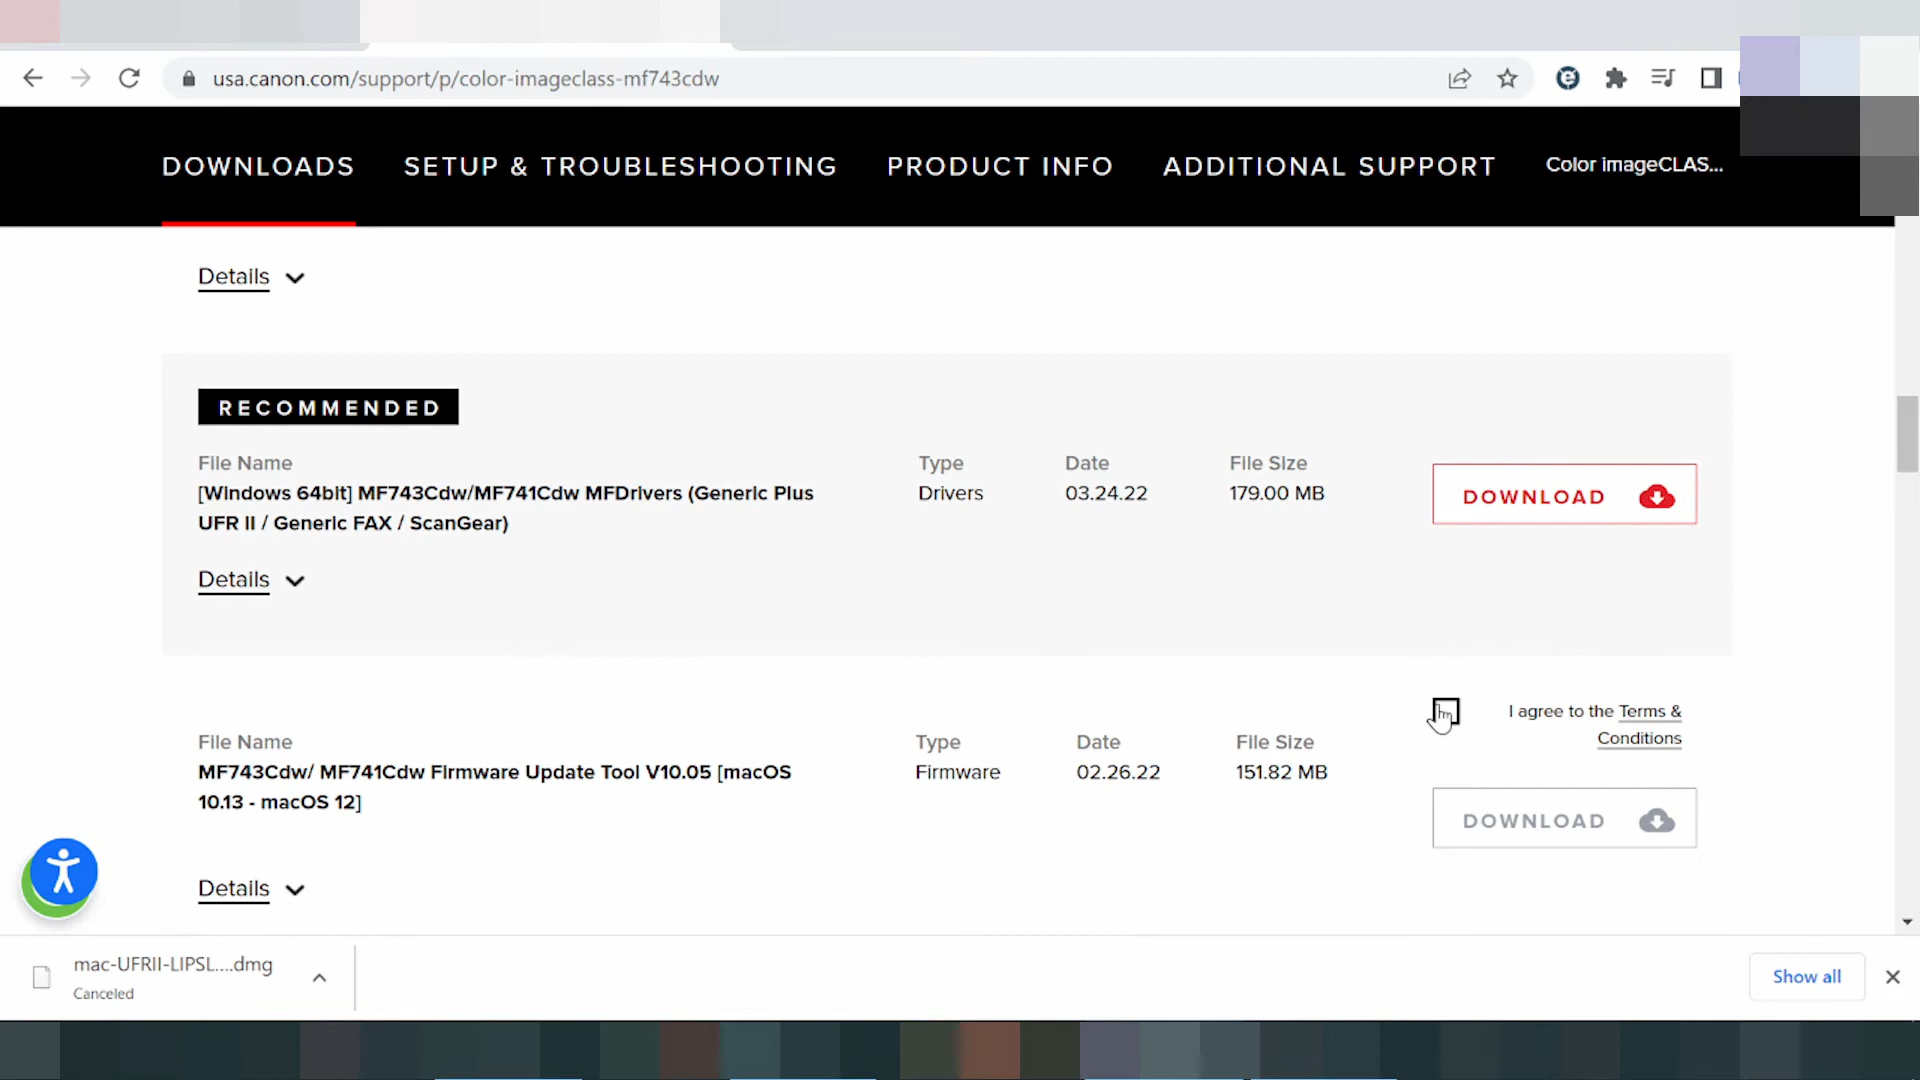 usa.canon.com/support/p/color-imageclass-mf743cdw
DOWNLOADS SETUP & TROUBLESHOOTING PRODUCT INFO ADDITIONAL SUPPORT Color imageCLAS...
Details
RECOMMENDED
File Name Type Date File Size
[Windows 64bit] MF743Cdw/MF741Cdw MFDrivers (Generic Plus Drivers 03.24.22 179.00 MB
UFR II / Generic FAX / ScanGear)
DOWNLOAD
Details
I agree to the Terms &
Conditions
File Name Type Date File Size
MF743Cdw/ MF741Cdw Firmware Update Tool V10.05 [macOS Firmware 02.26.22 151.82 MB
10.13 - macOS 12]
DOWNLOAD
Details
mac-UFRII-LIPSL....dmg
Canceled
Show all